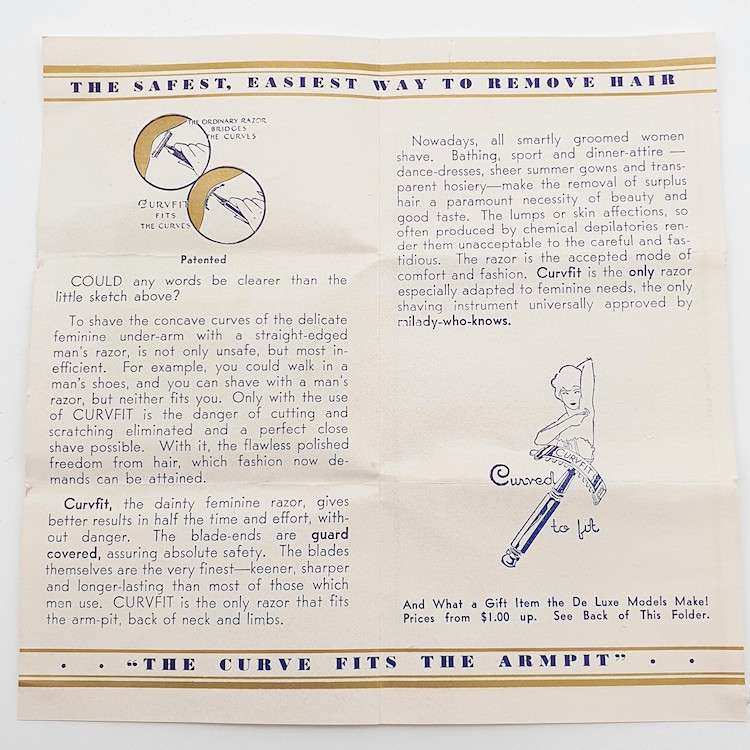 THE SAFEST, EASIEST WAY TO REMOVE HAIR
THE ORDINARY RAZOR
BRIDGES
THE CURVES
CURVFIT
FITS
THE CURVES
Patented
COULD any words be clearer than the
little sketch above?
To shave the concave curves of the delicate
feminine under-arm with a straight-edged
man's razor, is not only unsafe, but most in-
efficient. For example, you could walk in a
man's shoes, and you can shave with a man's
razor, but neither fits you. Only with the use
of CURVFIT is the danger of cutting and
scratching eliminated and a perfect close
shave possible. With it, the flawless polished
freedom from hair, which fashion now de-
mands can be attained.
Curvfit, the dainty feminine razor, gives
better results in half the time and effort, with-
out danger. The blade-ends are guard
covered, assuring absolute safety. The blades
themselves are the very finest—keener, sharper
and longer-lasting than most of those which
men use. CURVFIT is the only razor that fits
the arm-pit, back of neck and limbs.
Nowadays, all smartly groomed women
shave. Bathing, sport and dinner-attire —
dance-dresses, sheer summer gowns and trans-
parent hosiery—make the removal of surplus
hair a paramount necessity of beauty and
good taste. The lumps or skin affections, so
often produced by chemical depilatories ren-
der them unacceptable to the careful and fas-
tidious. The razor is the accepted mode of
comfort and fashion. Curvfit is the only razor
especially adapted to feminine needs, the only
shaving instrument universally approved by
milady-who-knows.
CURVFIT
Curved
to fit
And What a Gift Item the De Luxe Models Make!
Prices from $1.00 up. See Back of This Folder.
. . "THE CURVE FITS THE ARMPIT" . .